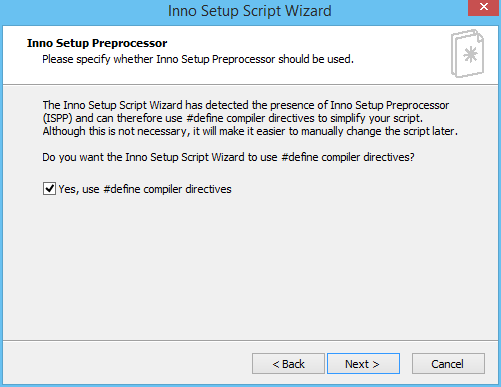 Inno Setup Script Wizard
Inno Setup Preprocessor
Please specify whether Inno Setup Preprocessor should be used.
The Inno Setup Script Wizard has detected the presence of Inno Setup Preprocessor
(ISPP) and can therefore use #define compiler directives to simplify your script.
Although this is not necessary, it will make it easier to manually change the script later.
Do you want the Inno Setup Script Wizard to use #define compiler directives?
Yes, use #define compiler directives
< Back Next > Cancel